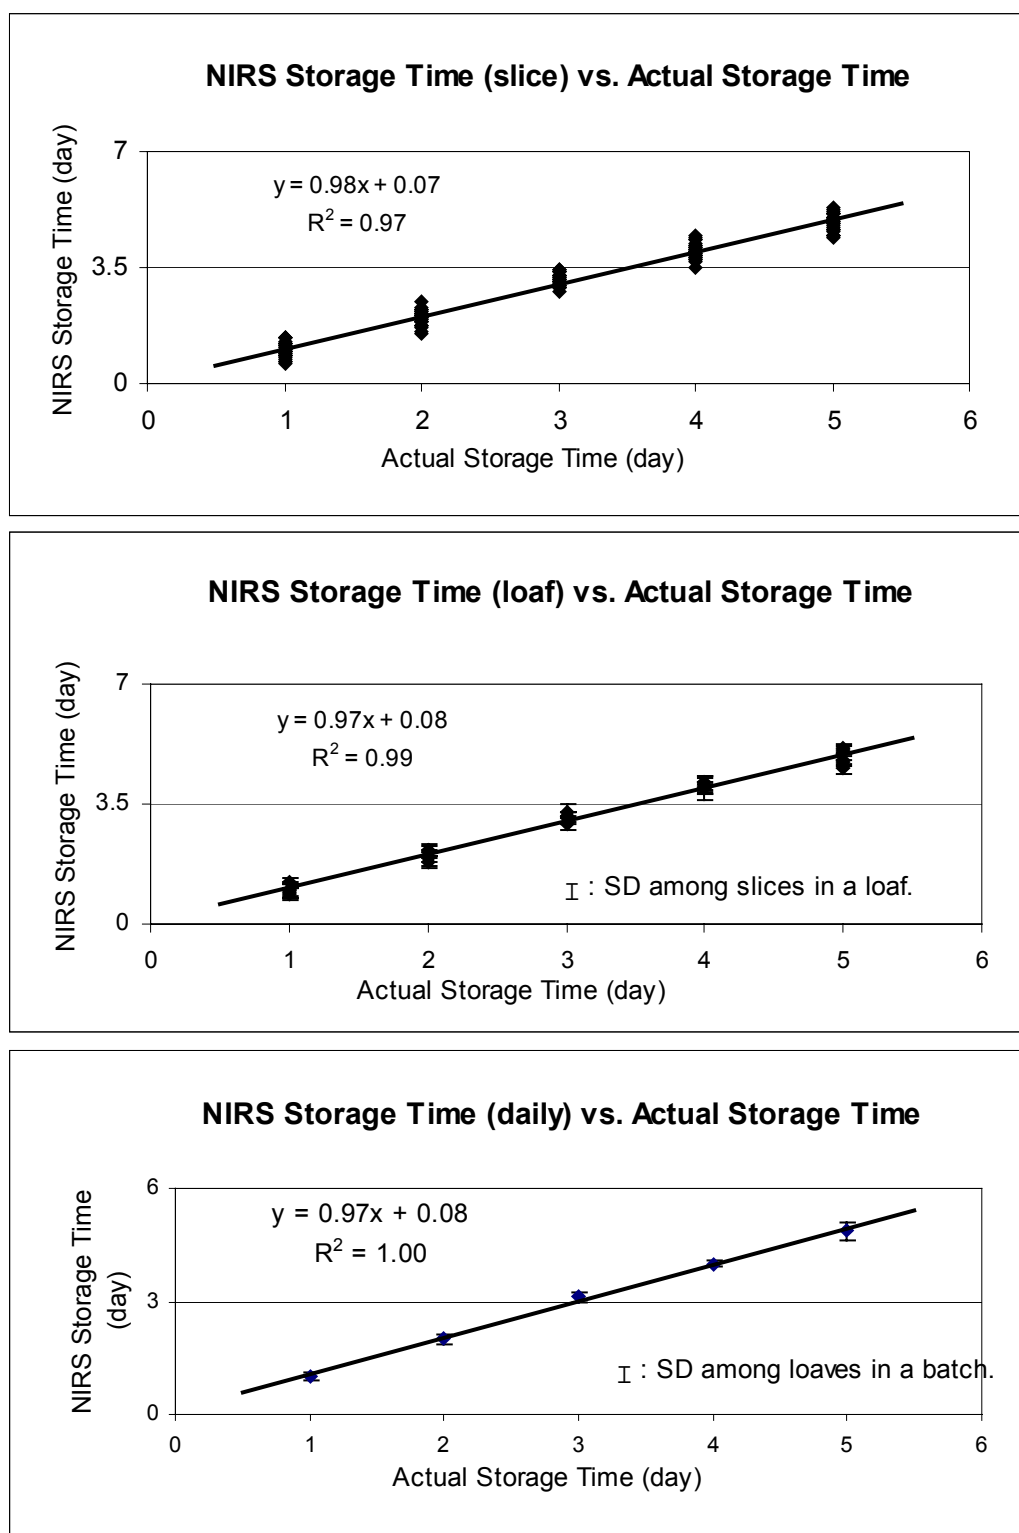 NIRS Storage Time (slice) vs. Actual Storage Time
NIRS Storage Time (day)
7
3.5
0
y = 0.98x + 0.07
R² = 0.97
0 1 2 3 4 5 6
Actual Storage Time (day)
NIRS Storage Time (loaf) vs. Actual Storage Time
NIRS Storage Time (day)
7
3.5
0
y = 0.97x + 0.08
R² = 0.99
: SD among slices in a loaf.
0 1 2 3 4 5 6
Actual Storage Time (day)
NIRS Storage Time (daily) vs. Actual Storage Time
NIRS Storage Time
(day)
6
3
0
y = 0.97x + 0.08
R² = 1.00
: SD among loaves in a batch.
0 1 2 3 4 5 6
Actual Storage Time (day)